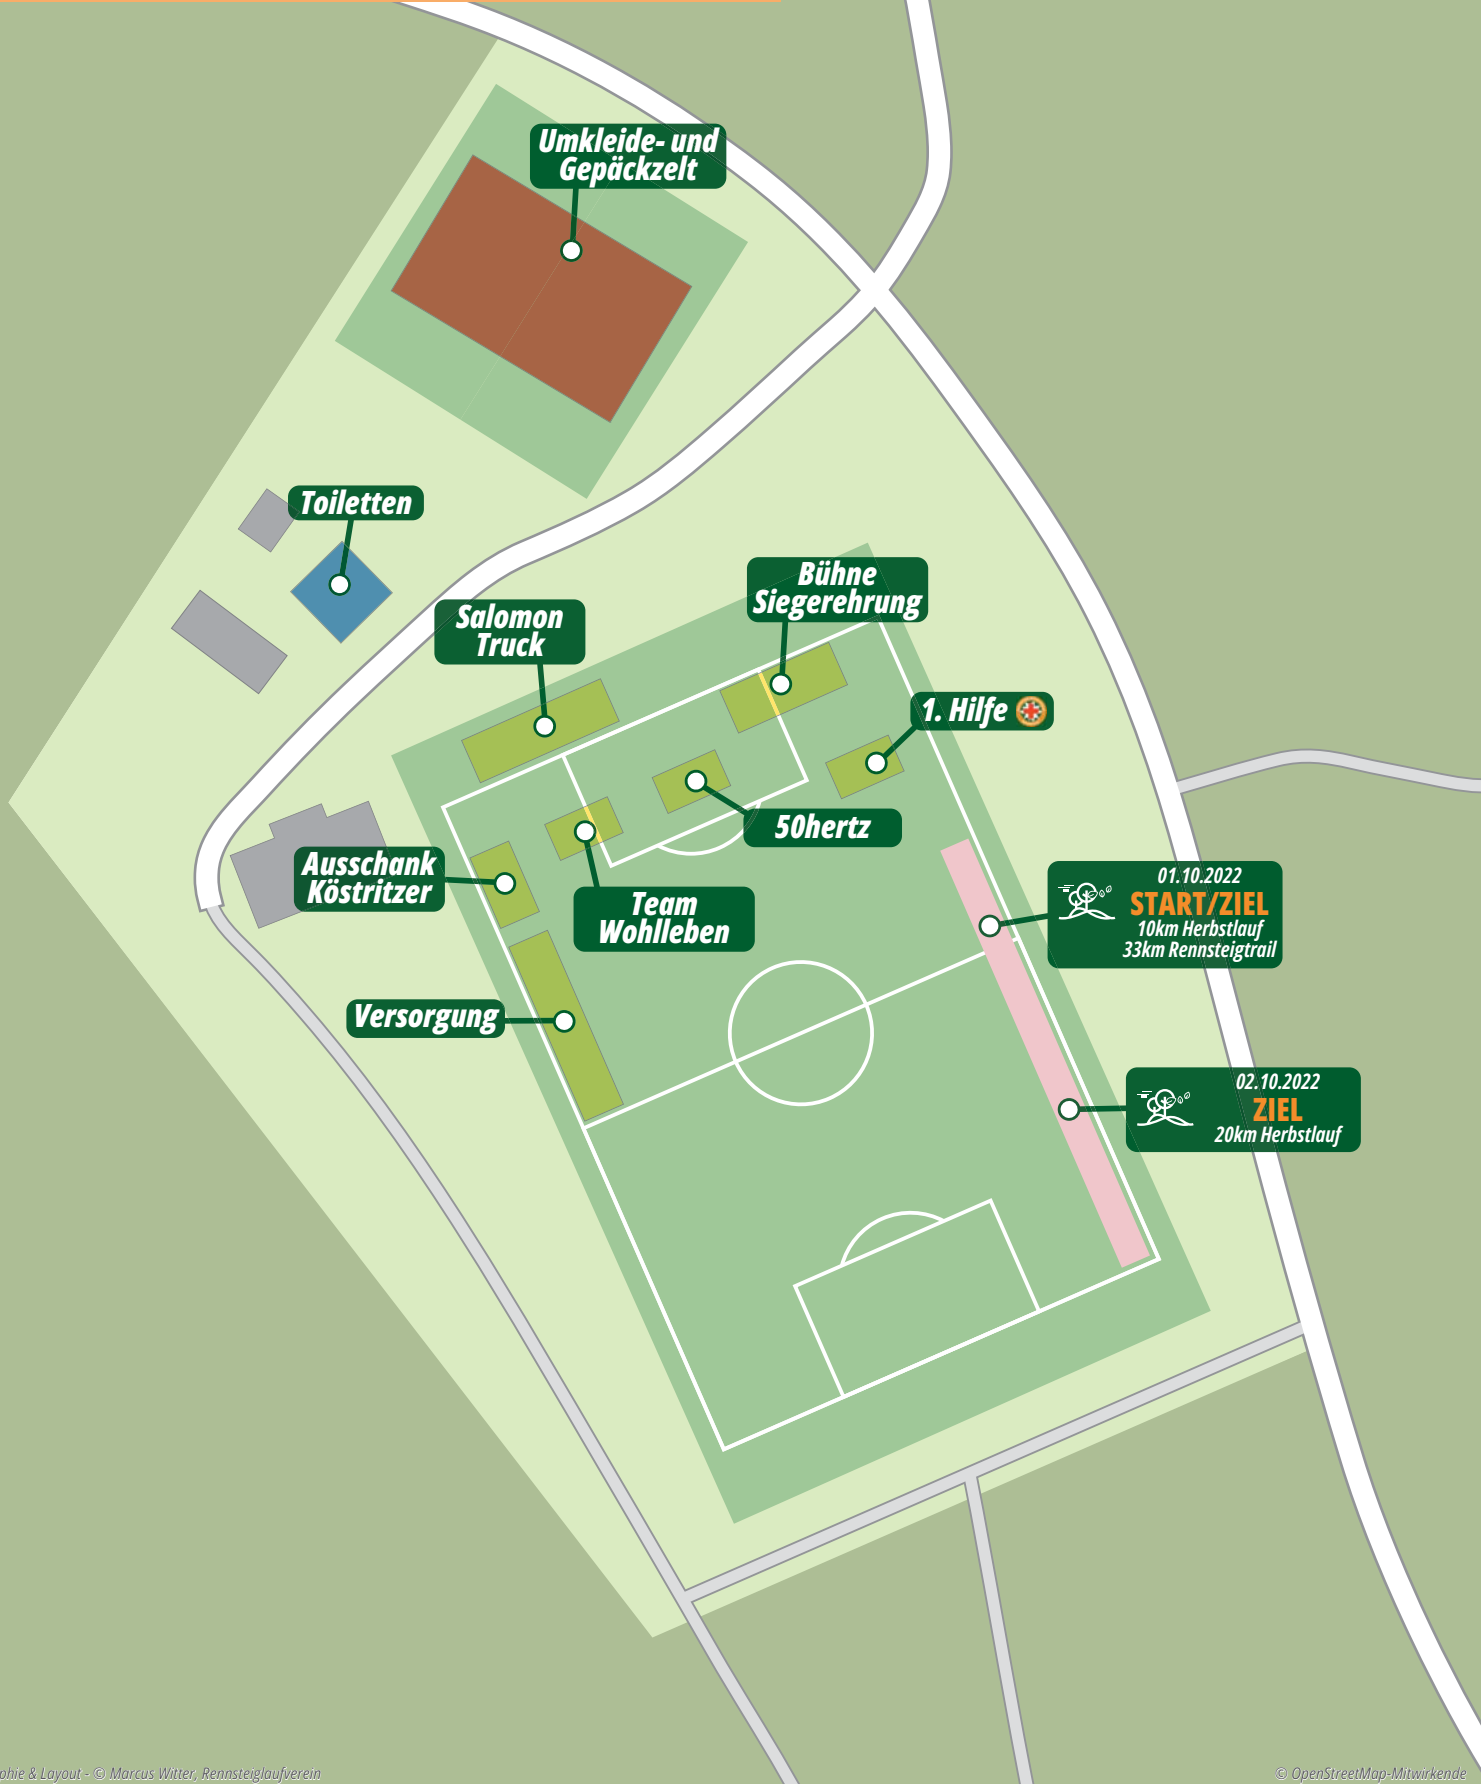 Umkleide- und
Gepäckzelt
Toiletten
Bühne
Siegerehrung
Salomon
Truck
1. Hilfe
50hertz
Ausschank
Köstritzer
Team
Wohlleben
01.10.2022
START/ZIEL
10km Herbstlauf
33km Rennsteigtrail
Versorgung
02.10.2022
ZIEL
20km Herbstlauf
& Layout - © Marcus Witter, Rennsteiglaufverein
© OpenStreetMap-Mitwirkende